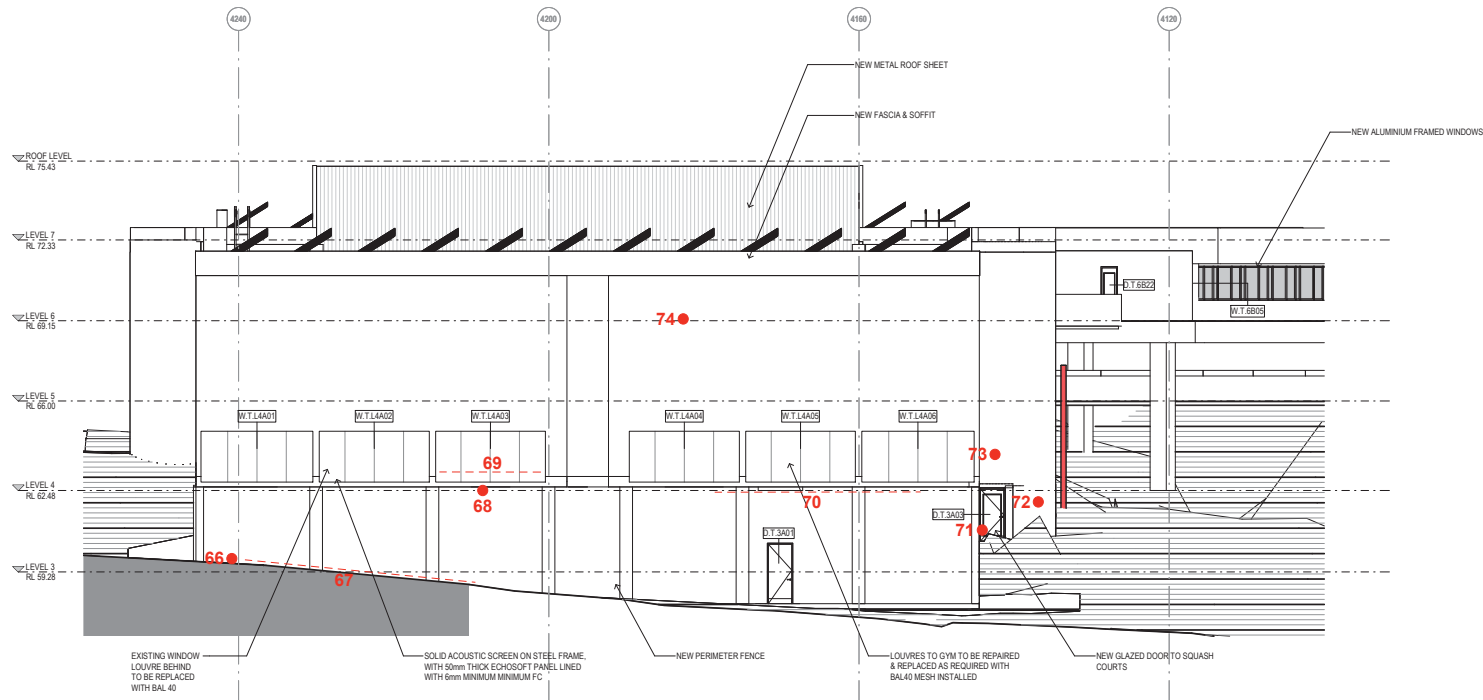 4240
4200
4160
4120
NEW METAL ROOF SHEET
NEW FASCIA & SOFFIT
NEW ALUMINIUM FRAMED WINDOWS
ROOF LEVEL
RL 75.43
LEVEL 7
RL 72.33
D.T.6B22
W.T.6B05
LEVEL 6
RL 69.15
74
LEVEL 5
RL 66.00
W.T.L4A01
W.T.L4A02
W.T.L4A03
W.T.L4A04
W.T.L4A05
W.T.L4A06
69
73
LEVEL 4
RL 62.48
68
70
72
D.T.3A03
71
D.T.3A01
66
67
LEVEL 3
RL 59.28
EXISTING WINDOW
LOUVRE BEHIND
TO BE REPLACED
WITH BAL 40
SOLID ACOUSTIC SCREEN ON STEEL FRAME,
WITH 50mm THICK ECHOSOFT PANEL LINED
WITH 6mm MINIMUM MINIMUM FC
NEW PERIMETER FENCE
LOUVRES TO GYM TO BE REPAIRED
& REPLACED AS REQUIRED WITH
BAL40 MESH INSTALLED
NEW GLAZED DOOR TO SQUASH
COURTS